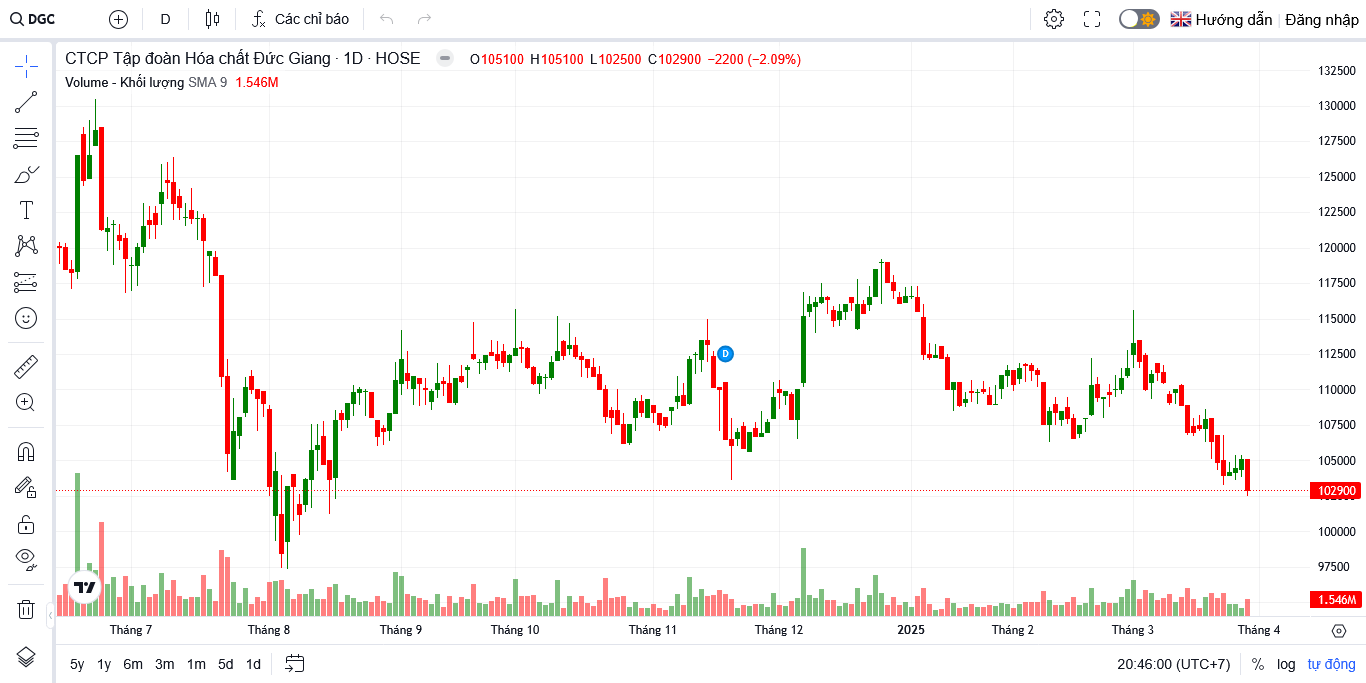 DGC D Các chỉ báo Hướng dẫn Đăng nhập
CTCP Tập đoàn Hóa chất Đức Giang · 1D · HOSE O105100 H105100 L102500 C102900 −2200 (−2.09%)
Volume - Khối lượng SMA 9 1.546M
132500
130000
127500
125000
122500
120000
117500
115000
112500
D
110000
107500
105000
102900
100000
97500
1.546M
Tháng 7 Tháng 8 Tháng 9 Tháng 10 Tháng 11 Tháng 12 2025 Tháng 2 Tháng 3 Tháng 4
5y 1y 6m 3m 1m 5d 1d 20:46:00 (UTC+7) % log tự động